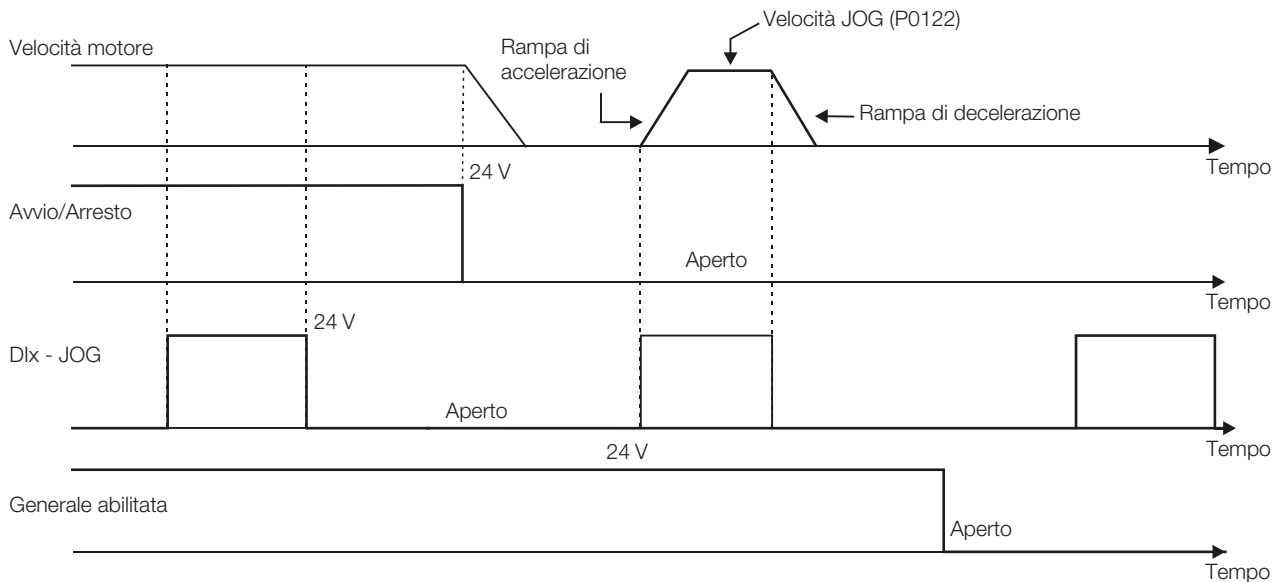 Velocità JOG (P0122)
Velocità motore
Rampa di
accelerazione
Rampa di decelerazione
Tempo
24 V
Avvio/Arresto
Aperto
Tempo
24 V
DIx - JOG
Aperto
Tempo
24 V
Generale abilitata
Aperto
Tempo